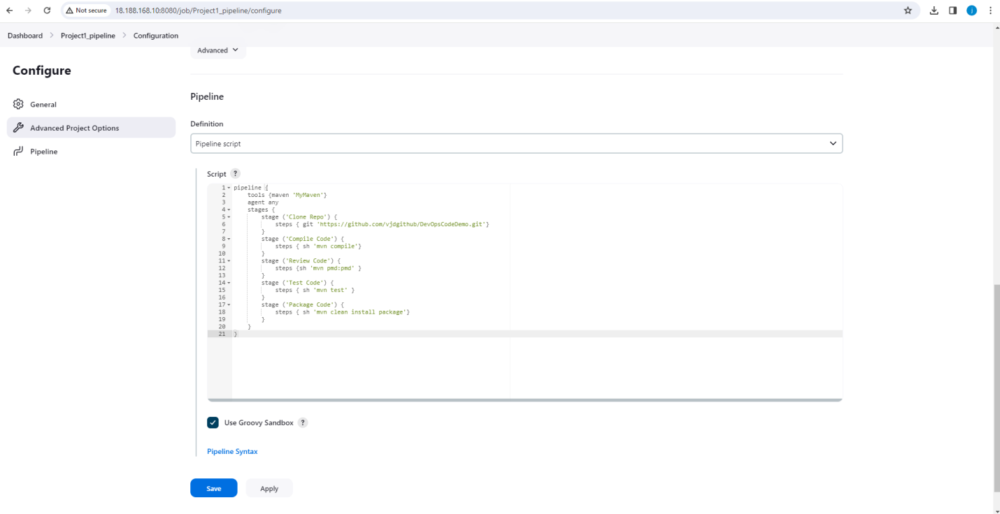 Not secure 18.188.168.10:8080/job/Project1_pipeline/configure
i
Dashboard > Project1_pipeline > Configuration
Advanced
Configure
General
Advanced Project Options
Pipeline
Pipeline
Definition
Pipeline script
Script ?
1 pipeline {
2     tools {maven 'MyMaven'}
3     agent any
4     stages {
5         stage ('Clone Repo') {
6             steps { git 'https://github.com/vjdgithub/DevOpsCodeDemo.git'}
7         }
8         stage ('Compile Code') {
9             steps { sh 'mvn compile'}
10         }
11         stage ('Review Code') {
12             steps {sh 'mvn pmd:pmd' }
13         }
14         stage ('Test Code') {
15             steps { sh 'mvn test' }
16         }
17         stage ('Package Code') {
18             steps { sh 'mvn clean install package'}
19         }
20     }
21 }
Use Groovy Sandbox ?
Pipeline Syntax
Save Apply